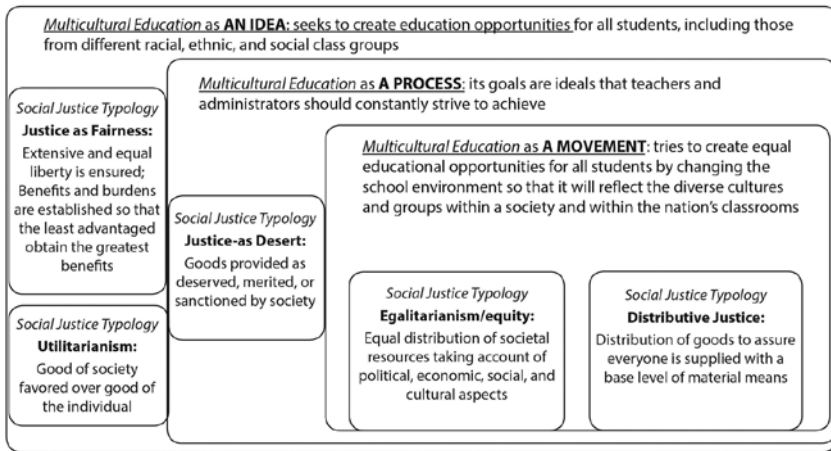 Multicultural Education as AN IDEA: seeks to create education opportunities for all students, including those
from different racial, ethnic, and social class groups
Multicultural Education as A PROCESS: its goals are ideals that teachers and
administrators should constantly strive to achieve
Social Justice Typology
Justice as Fairness:
Extensive and equal
liberty is ensured;
Benefits and burdens
are established so that
the least advantaged
obtain the greatest
benefits
Multicultural Education as A MOVEMENT: tries to create equal
educational opportunities for all students by changing the
school environment so that it will reflect the diverse cultures
and groups within a society and within the nation's classrooms
Social Justice Typology
Justice-as Desert:
Goods provided as
deserved, merited, or
sanctioned by society
Social Justice Typology
Egalitarianism/equity:
Equal distribution of societal
resources taking account of
political, economic, social, and
cultural aspects
Social Justice Typology
Distributive Justice:
Distribution of goods to assure
everyone is supplied with a
base level of material means
Social Justice Typology
Utilitarianism:
Good of society
favored over good of
the individual